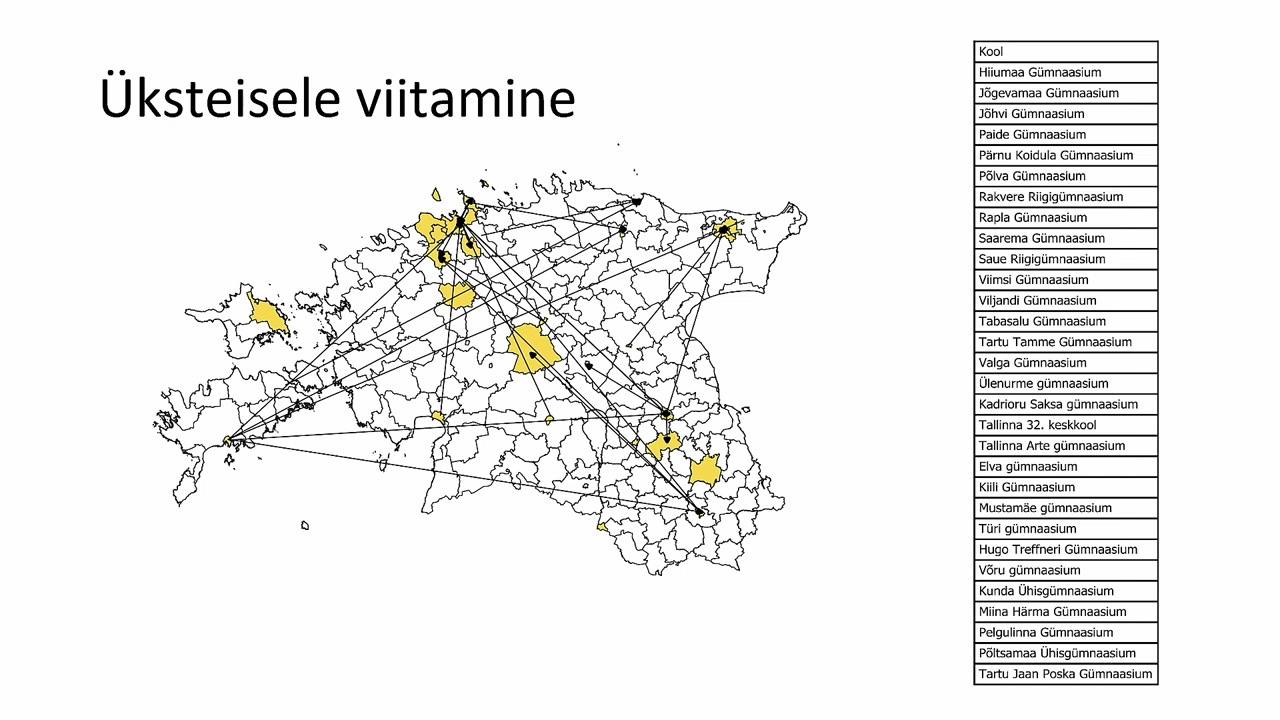 Üksteisele viitamine
Kool
Hiiumaa Gümnaasium
Jõgevamaa Gümnaasium
Jõhvi Gümnaasium
Paide Gümnaasium
Pärnu Koidula Gümnaasium
Põlva Gümnaasium
Rakvere Riigigümnaasium
Rapla Gümnaasium
Saarema Gümnaasium
Saue Riigigümnaasium
Viimsi Gümnaasium
Viljandi Gümnaasium
Tabasalu Gümnaasium
Tartu Tamme Gümnaasium
Valga Gümnaasium
Ülenurme gümnaasium
Kadrioru Saksa gümnaasium
Tallinna 32. keskkool
Tallinna Arte gümnaasium
Elva gümnaasium
Kiili Gümnaasium
Mustamäe gümnaasium
Türi gümnaasium
Hugo Treffneri Gümnaasium
Võru gümnaasium
Kunda Ühisgümnaasium
Miina Härma Gümnaasium
Pelgulinna Gümnaasium
Põltsamaa Ühisgümnaasium
Tartu Jaan Poska Gümnaasium